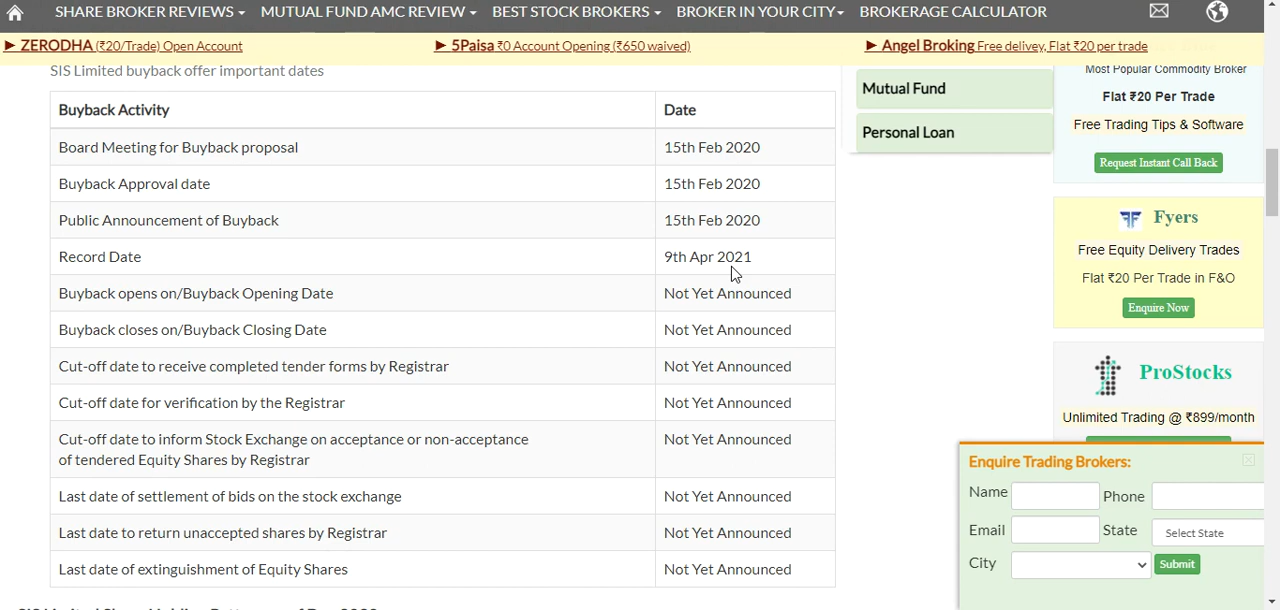 SHARE BROKER REVIEWS MUTUAL FUND AMC REVIEW BEST STOCK BROKERS BROKER IN YOUR CITY BROKERAGE CALCULATOR
► ZERODHA (₹20/Trade) Open Account ► 5Paisa ₹0 Account Opening (₹650 waived) ► Angel Broking Free delivey, Flat ₹20 per trade
SIS Limited buyback offer important dates
Buyback Activity Date
Board Meeting for Buyback proposal 15th Feb 2020
Buyback Approval date 15th Feb 2020
Public Announcement of Buyback 15th Feb 2020
Record Date 9th Apr 2021
Buyback opens on/Buyback Opening Date Not Yet Announced
Buyback closes on/Buyback Closing Date Not Yet Announced
Cut-off date to receive completed tender forms by Registrar Not Yet Announced
Cut-off date for verification by the Registrar Not Yet Announced
Cut-off date to inform Stock Exchange on acceptance or non-acceptance Not Yet Announced
of tendered Equity Shares by Registrar
Last date of settlement of bids on the stock exchange Not Yet Announced
Last date to return unaccepted shares by Registrar Not Yet Announced
Last date of extinguishment of Equity Shares Not Yet Announced
Mutual Fund
Personal Loan
Most Popular Commodity Broker
Flat ₹20 Per Trade
Free Trading Tips & Software
Request Instant Call Back
Fyers
Free Equity Delivery Trades
Flat ₹20 Per Trade in F&O
Enquire Now
ProStocks
Unlimited Trading @ ₹899/month
Enquire Trading Brokers:
Name Phone
Email State Select State
City Submit